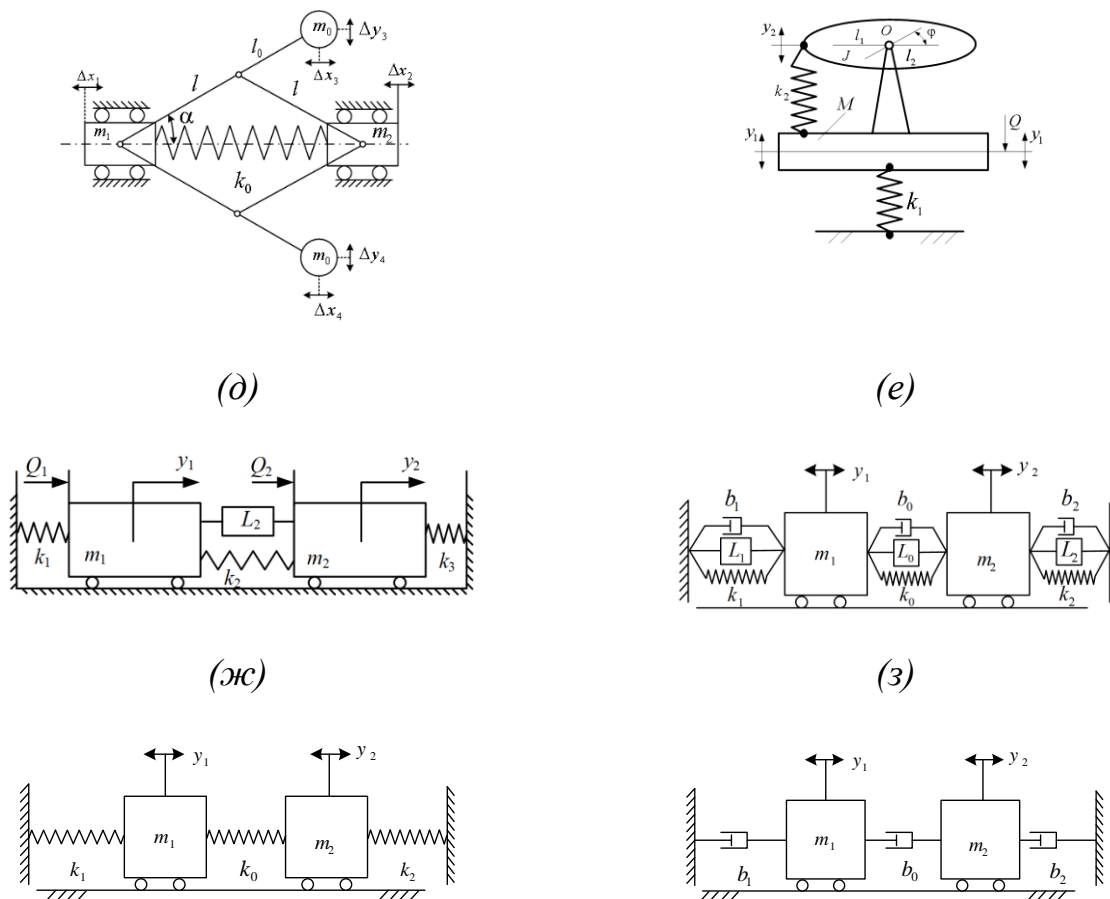 m₀ Δy₃
l₀
Δx₁ l Δx₃ l Δx₂
α
m₁ m₂
k₀
m₀ Δy₄
Δx₄
(д)
y₂ l₁ O φ
J l₂
k₂ M
y₁ Q y₁
k₁
(е)
Q₁ y₁ Q₂ y₂
L₂
k₁ m₁ k₂ m₂ k₃
(ж)
y₁ y₂
b₁ b₀ b₂
L₁ m₁ L₀ m₂ L₂
k₁ k₀ k₂
(з)
y₁ y₂
m₁ m₂
k₁ k₀ k₂
y₁ y₂
m₁ m₂
b₁ b₀ b₂